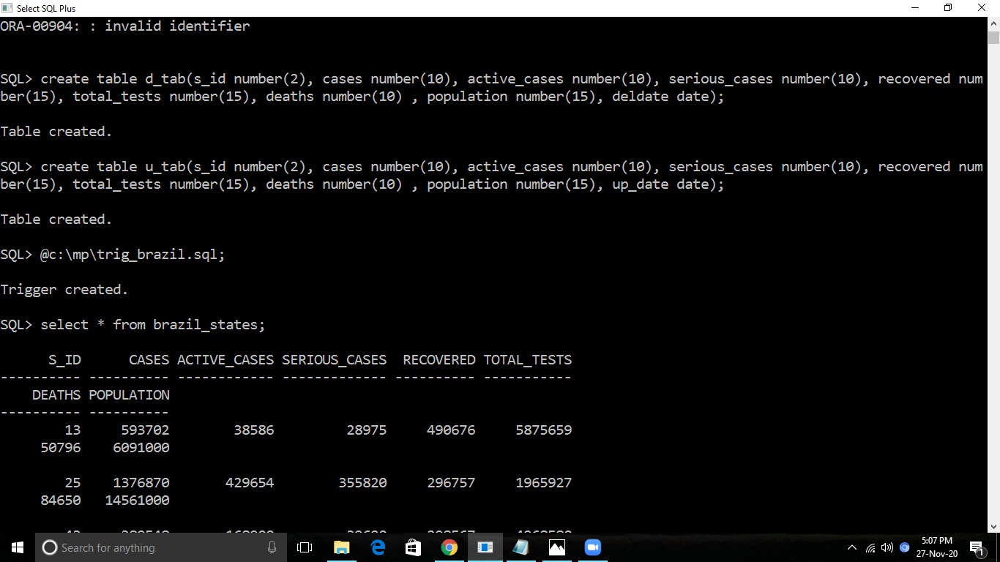 Select SQL Plus
ORA-00904: : invalid identifier
SQL> create table d_tab(s_id number(2), cases number(10), active_cases number(10), serious_cases number(10), recovered num
ber(15), total_tests number(15), deaths number(10) , population number(15), deldate date);
Table created.
SQL> create table u_tab(s_id number(2), cases number(10), active_cases number(10), serious_cases number(10), recovered num
ber(15), total_tests number(15), deaths number(10) , population number(15), up_date date);
Table created.
SQL> @c:\mp\trig_brazil.sql;
Trigger created.
SQL> select * from brazil_states;
S_ID CASES ACTIVE_CASES SERIOUS_CASES RECOVERED TOTAL_TESTS
---------- ---------- ------------ ------------- ---------- -----------
DEATHS POPULATION
---------- ----------
13 593702 38586 28975 490676 5875659
50796 6091000
25 1376870 429654 355820 296757 1965927
84650 14561000
Search for anything
5:07 PM
27-Nov-20
1